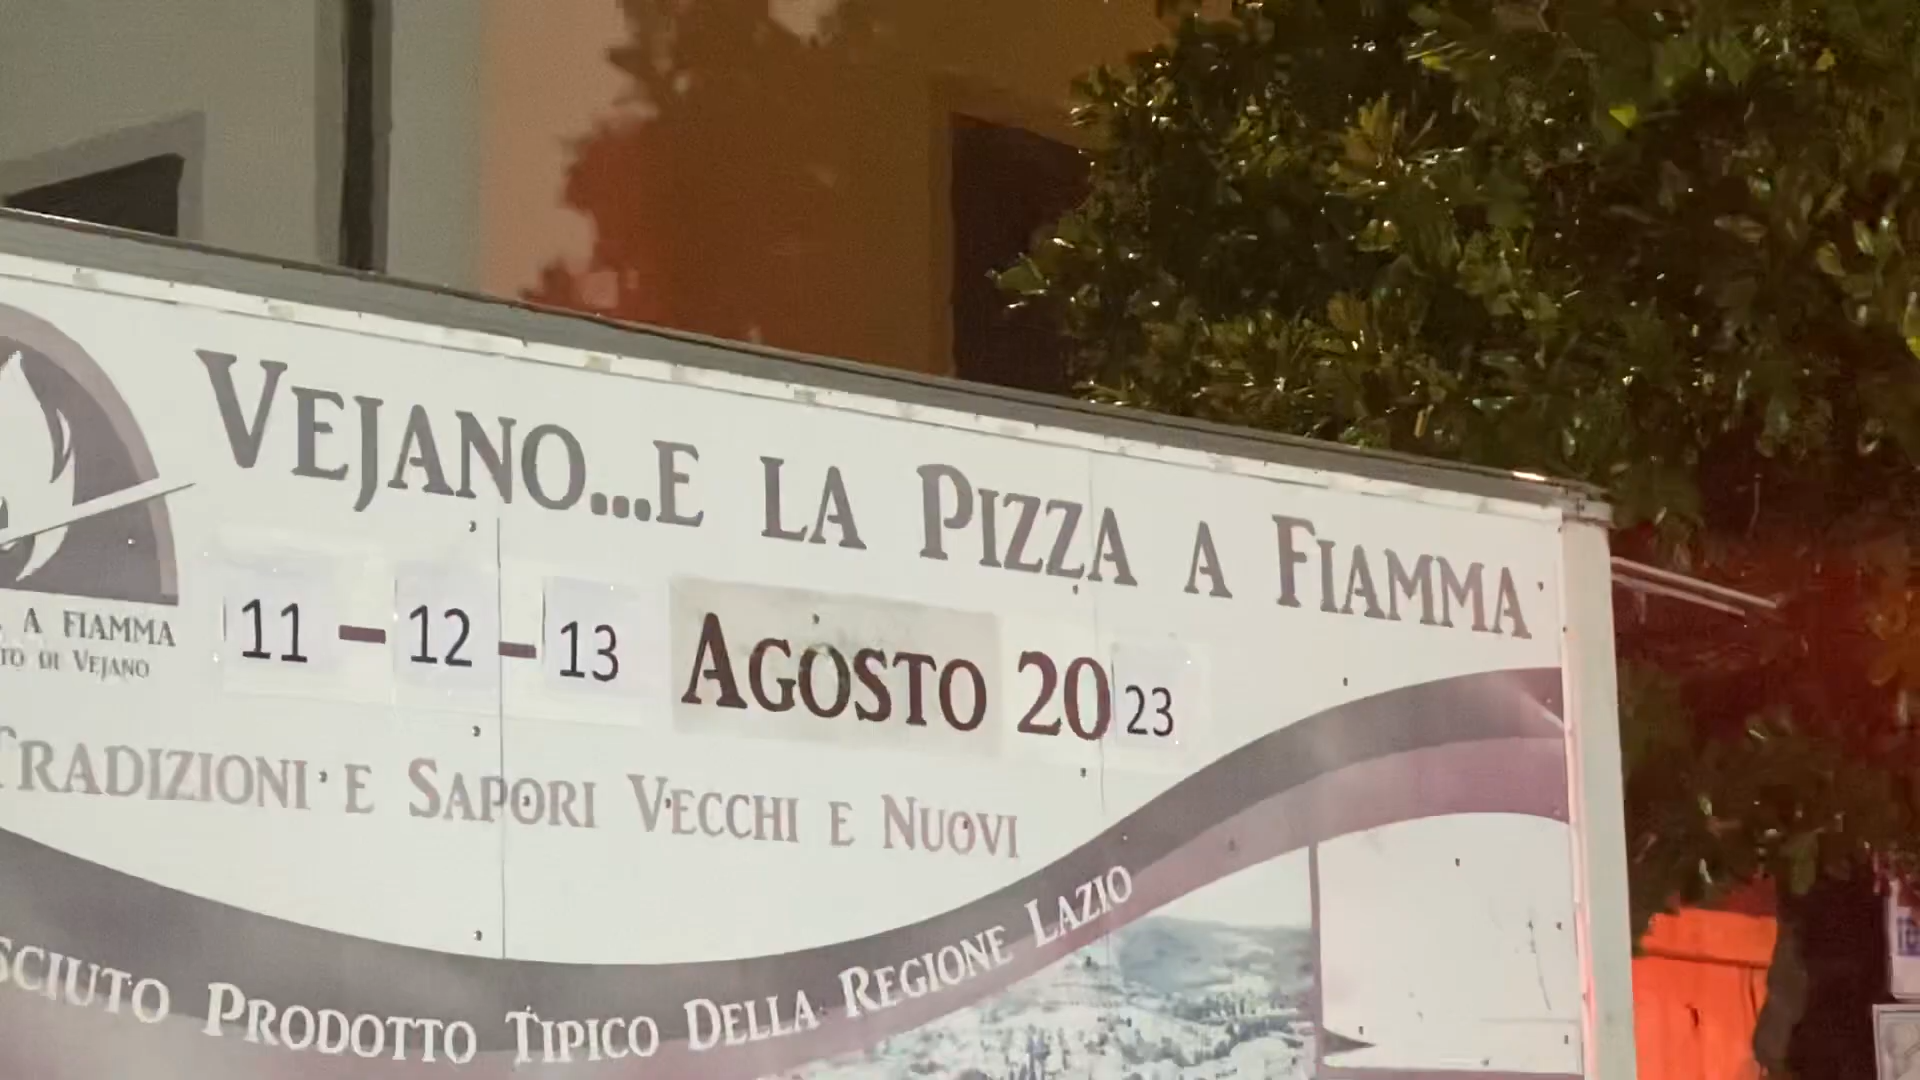 VEJANO...E LA PIZZA A FIAMMA
A FIAMMA
DI VEJANO
11 - 12 - 13 AGOSTO 2023
TRADIZIONI E SAPORI VECCHI E NUOVI
PRODOTTO TIPICO DELLA REGIONE LAZIO